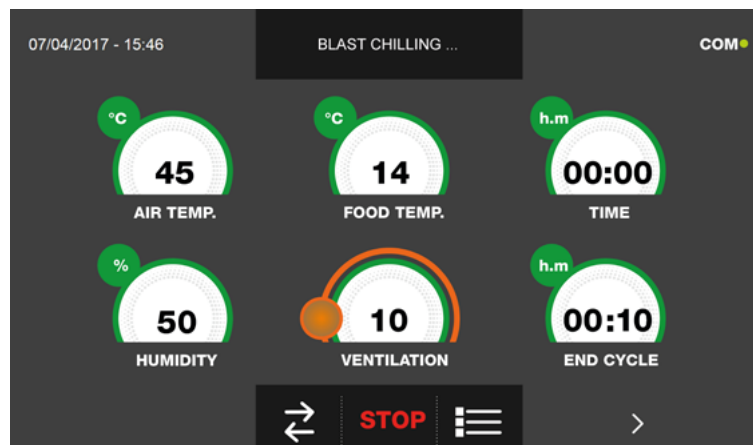 07/04/2017 - 15:46
BLAST CHILLING ...
COM
°C
45
AIR TEMP.
°C
14
FOOD TEMP.
h.m
00:00
TIME
%
50
HUMIDITY
10
VENTILATION
h.m
00:10
END CYCLE
STOP